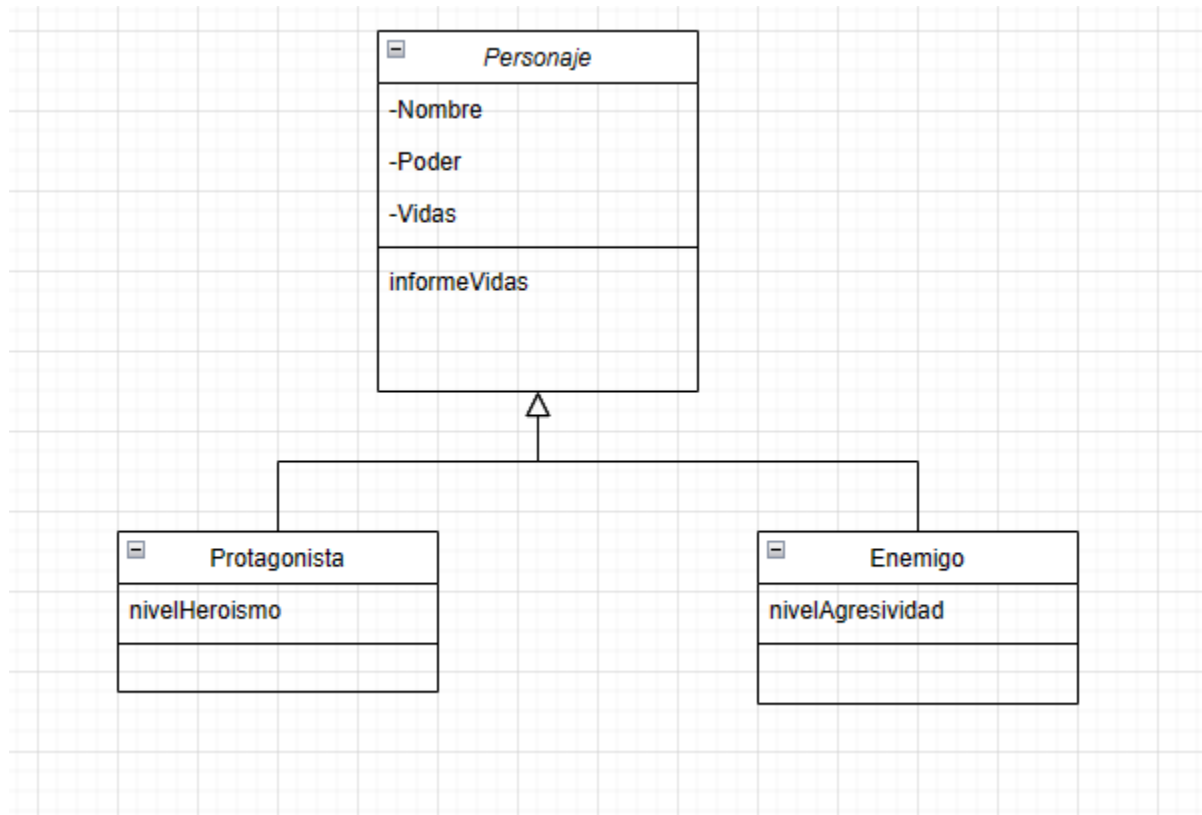 Personaje
-Nombre
-Poder
-Vidas
informeVidas
Protagonista
nivelHeroismo
Enemigo
nivelAgresividad